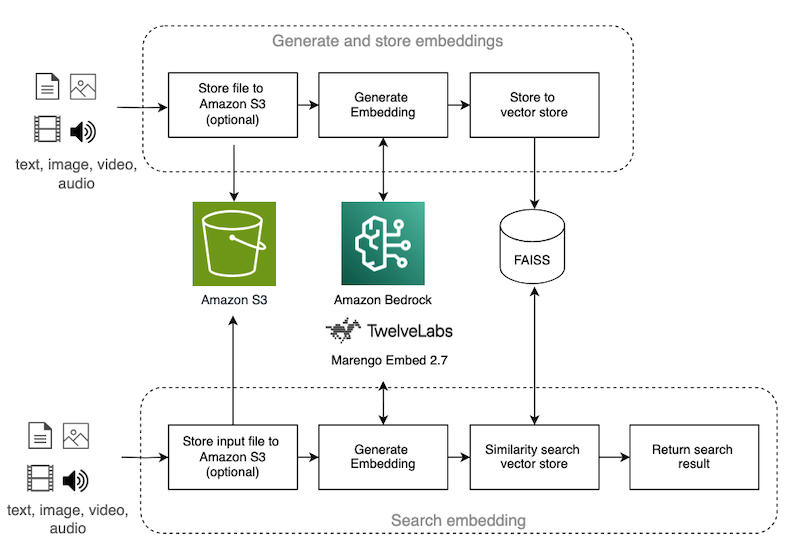 Generate and store embeddings
Store file to
Amazon S3
(optional)
Generate
Embedding
Store to
vector store
text, image, video,
audio
Amazon S3
Amazon Bedrock
TwelveLabs
Marengo Embed 2.7
FAISS
Store input file to
Amazon S3
(optional)
Generate
Embedding
Similarity search
vector store
Return search
result
text, image, video,
audio
Search embedding